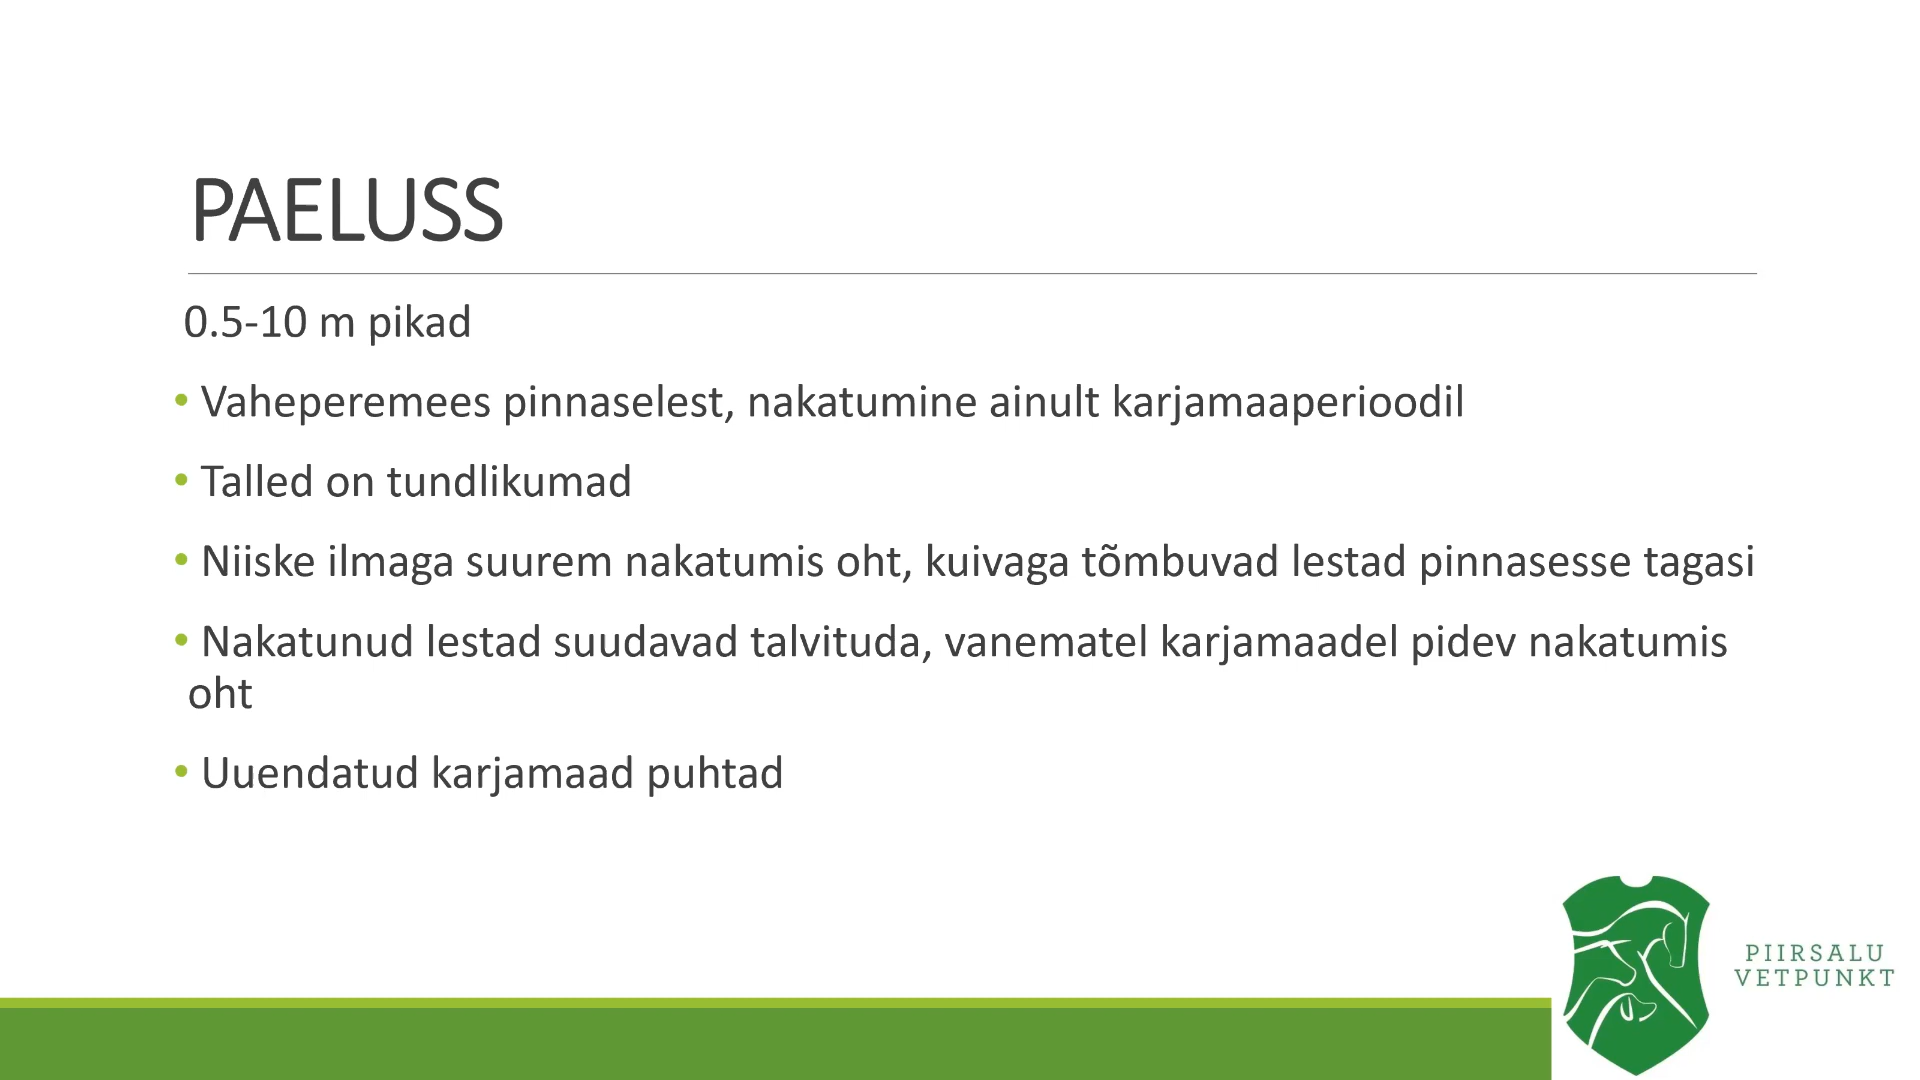 PAELUSS
0.5-10 m pikad
• Vaheperemees pinnaselest, nakatumine ainult karjamaaperioodil
• Talled on tundlikumad
• Niiske ilmaga suurem nakatumis oht, kuivaga tõmbuvad lestad pinnasesse tagasi
• Nakatunud lestad suudavad talvituda, vanematel karjamaadel pidev nakatumis
oht
• Uuendatud karjamaad puhtad
PIIRSALU
VETPUNKT